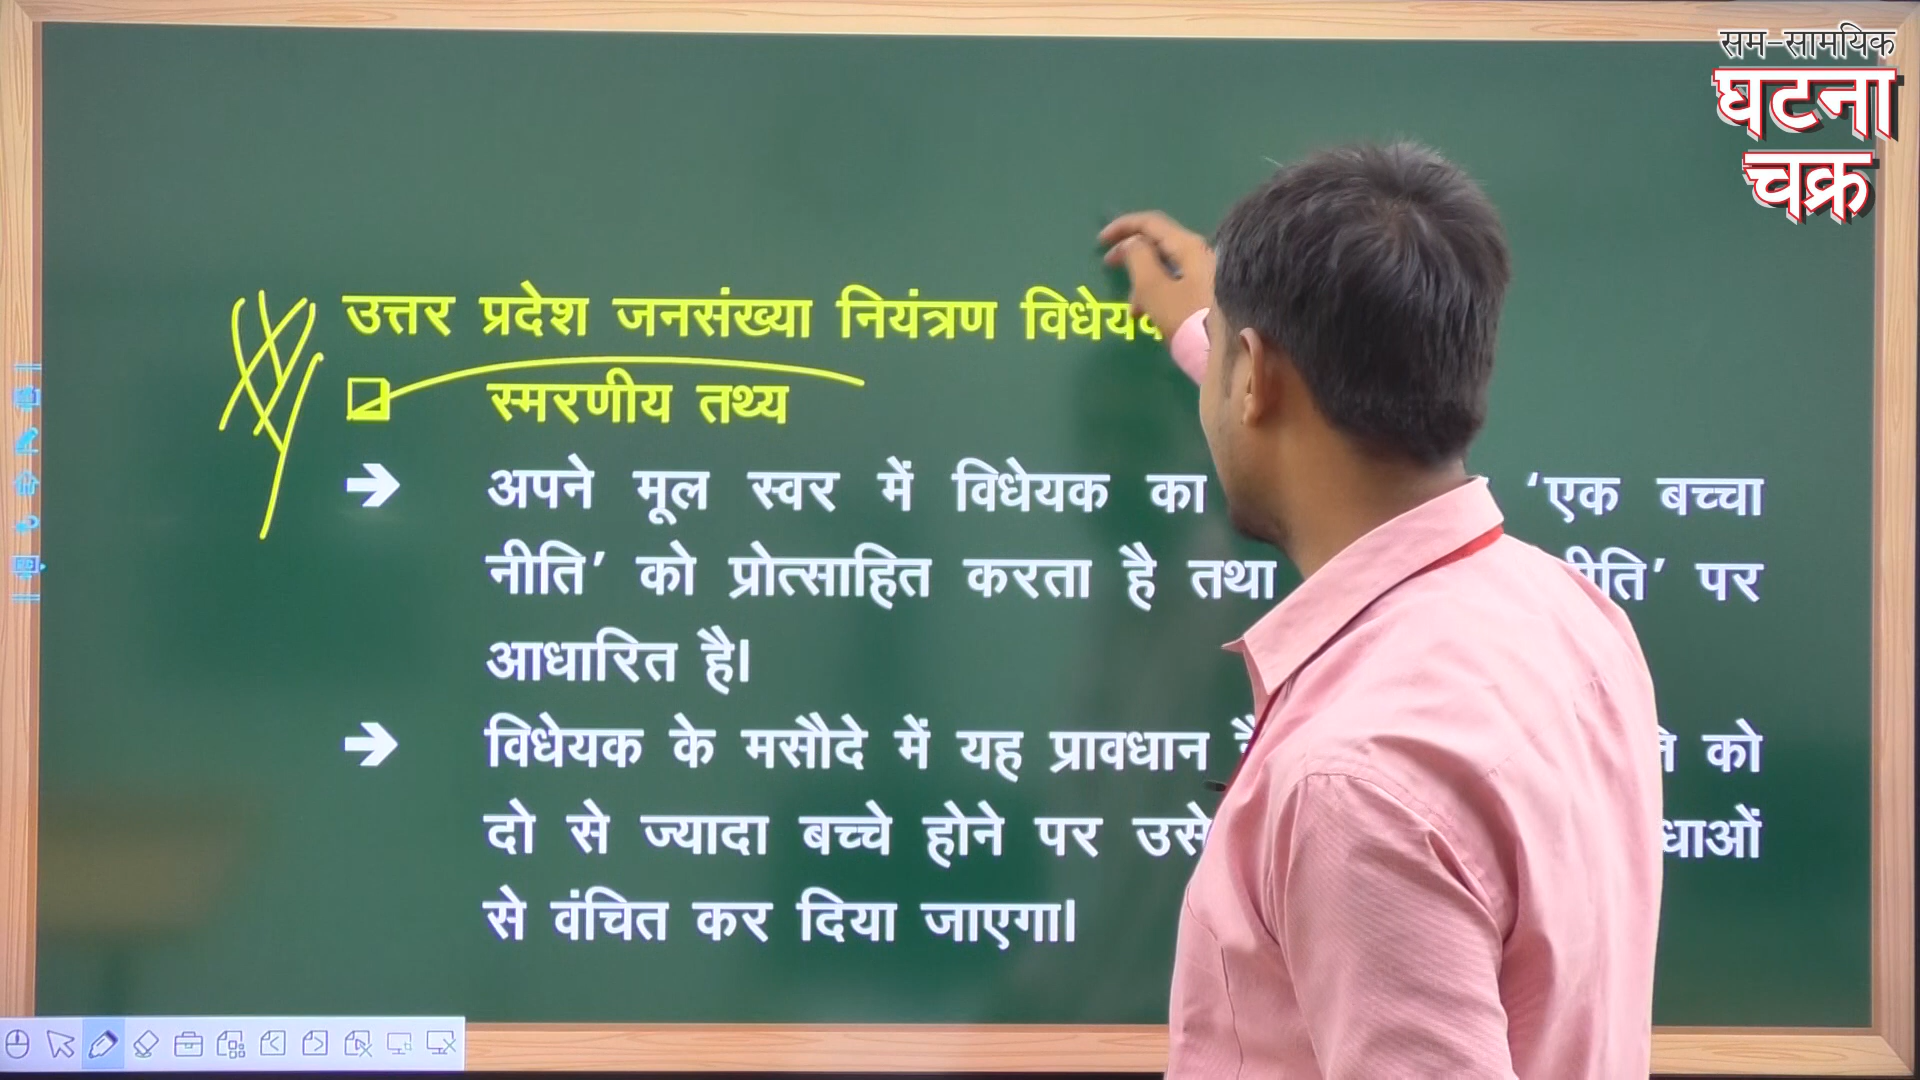 सम-सामयिक
घटना
चक्र
उत्तर प्रदेश जनसंख्या नियंत्रण
स्मरणीय तथ्य
अपने मूल स्वर में विधेयक का ‘एक बच्चा
नीति’ को प्रोत्साहित करता है तथा पर
आधारित है।
विधेयक के मसौदे में यह प्रावधान को
दो से ज्यादा बच्चे होने पर उसे
से वंचित कर दिया जाएगा।